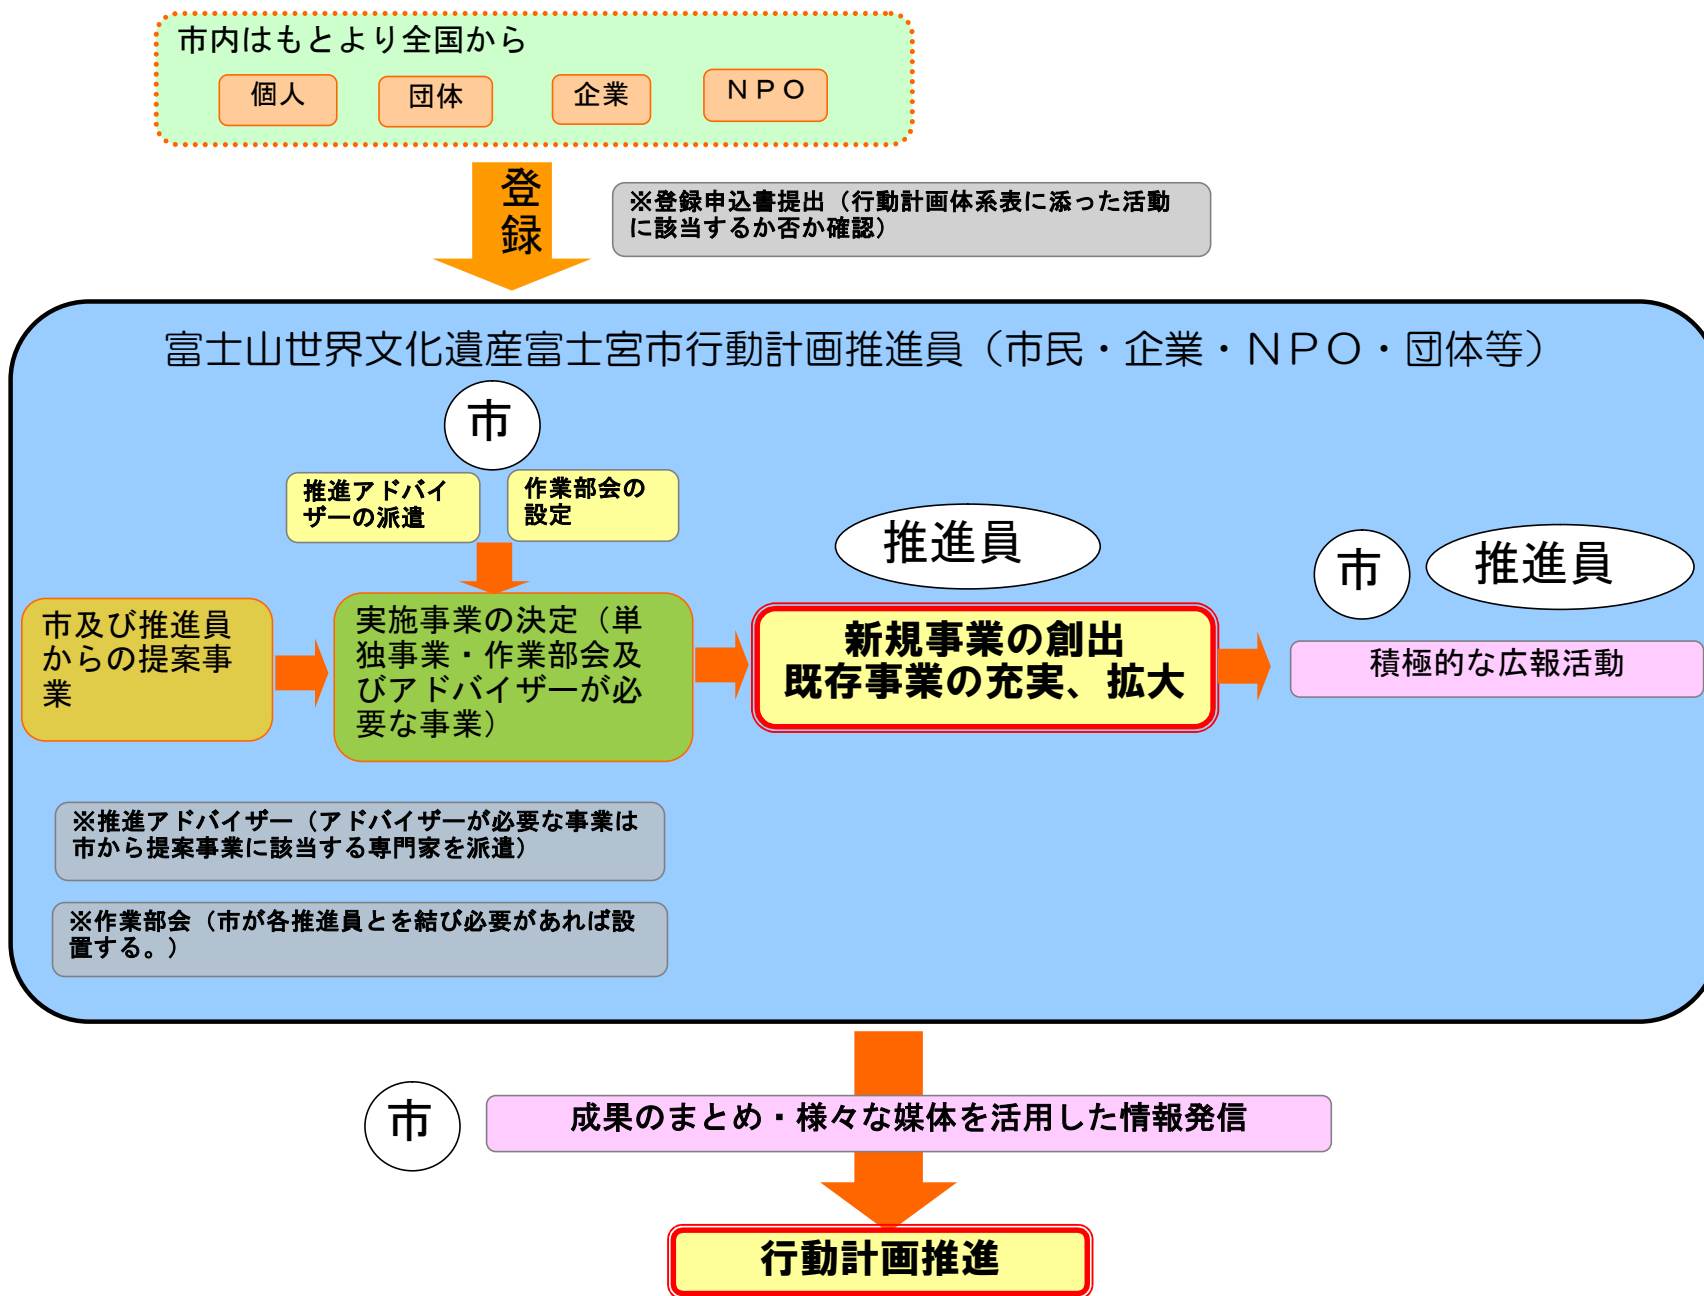 市内はもとより全国から
個人
団体
企業
ＮＰＯ
登
録
※登録申込書提出（行動計画体系表に添った活動
に該当するか否か確認）
富士山世界文化遺産富士宮市行動計画推進員（市民・企業・ＮＰＯ・団体等）
市
推進アドバイ
ザーの派遣
作業部会の
設定
推進員
市
推進員
市及び推進員
からの提案事
業
実施事業の決定（単
独事業・作業部会及
びアドバイザーが必
要な事業）
新規事業の創出
既存事業の充実、拡大
積極的な広報活動
※推進アドバイザー（アドバイザーが必要な事業は
市から提案事業に該当する専門家を派遣）
※作業部会（市が各推進員とを結び必要があれば設
置する。）
市
成果のまとめ・様々な媒体を活用した情報発信
行動計画推進